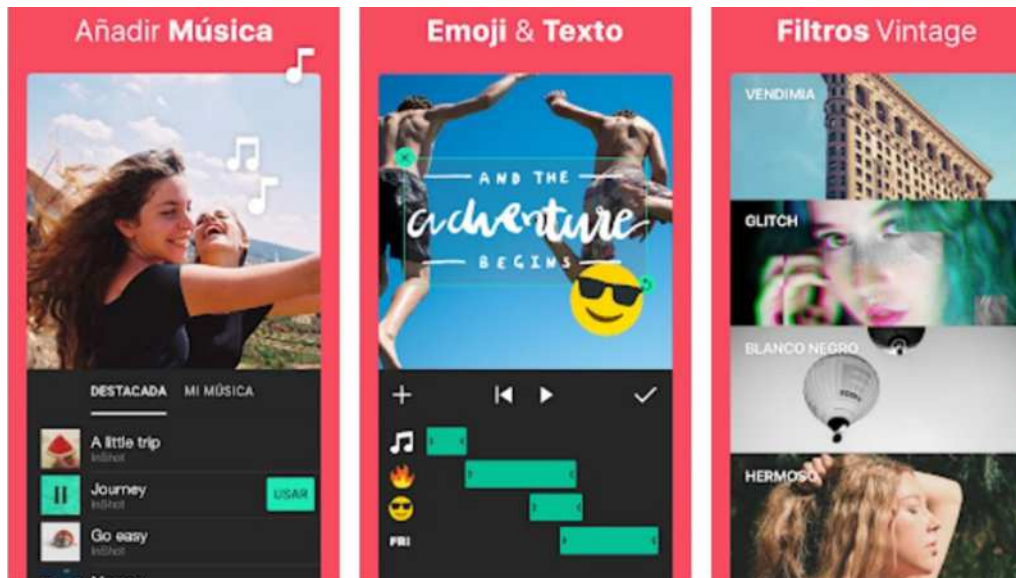 Añadir Música
DESTACADA MI MÚSICA
A little trip
InShot
Journey
InShot
USAR
Go easy
InShot
Emoji & Texto
AND THE
adventure
BEGINS
FRI
Filtros Vintage
VENDIMIA
GLITCH
BLANCO NEGRO
HERMOSO